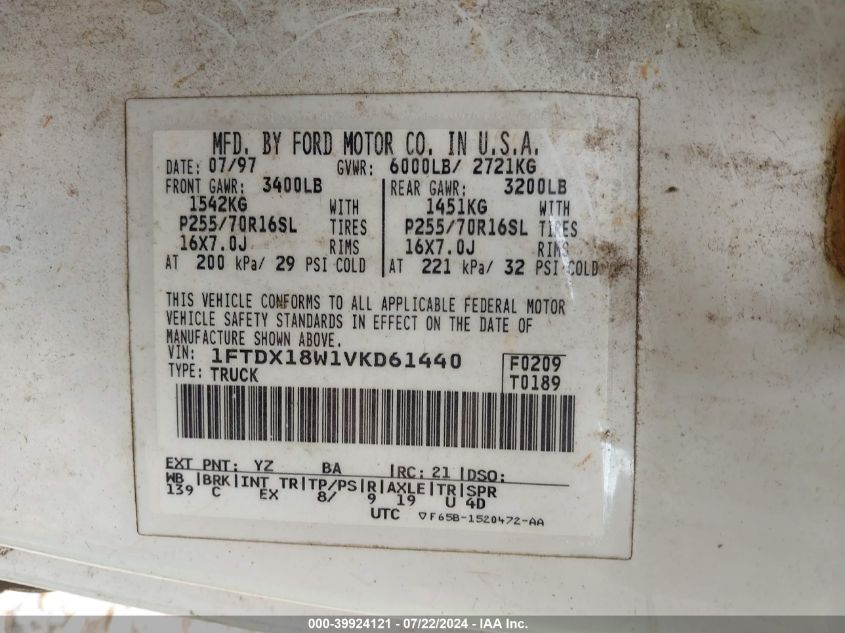 MFD. BY FORD MOTOR CO. IN U.S.A.
DATE: 07/97 GVWR: 6000LB/ 2721KG
FRONT GAWR: 3400LB REAR GAWR: 3200LB
1542KG WITH 1451KG WITH
P255/70R16SL TIRES P255/70R16SL TIRES
16X7.0J RIMS 16X7.0J RIMS
AT 200 kPa/ 29 PSI COLD AT 221 kPa/ 32 PSI COLD
THIS VEHICLE CONFORMS TO ALL APPLICABLE FEDERAL MOTOR
VEHICLE SAFETY STANDARDS IN EFFECT ON THE DATE OF
MANUFACTURE SHOWN ABOVE.
VIN: 1FTDX18W1VKD61440 F0209
TYPE: TRUCK T0189
EXT PNT: YZ BA |RC: 21 |DSO:
WB |BRK|INT TR|TP/PS|R|AXLE|TR|SPR
139 C EX 8/ 9 19 U 4D
UTC ▽F65B-1520472-AA
000-39924121 - 07/22/2024 - IAA Inc.